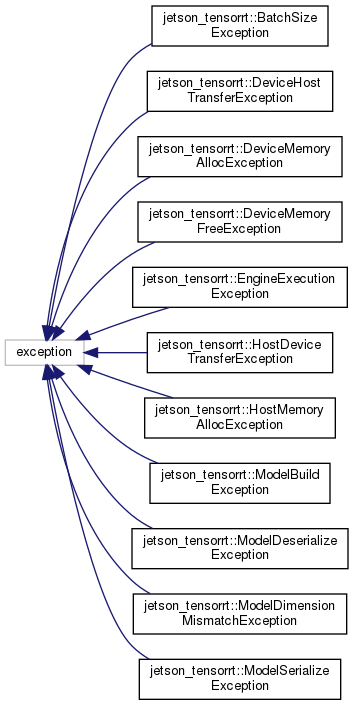 jetson_tensorrt::BatchSize
Exception
jetson_tensorrt::DeviceHost
TransferException
jetson_tensorrt::DeviceMemory
AllocException
jetson_tensorrt::DeviceMemory
FreeException
jetson_tensorrt::EngineExecution
Exception
exception
jetson_tensorrt::HostDevice
TransferException
jetson_tensorrt::HostMemory
AllocException
jetson_tensorrt::ModelBuild
Exception
jetson_tensorrt::ModelDeserialize
Exception
jetson_tensorrt::ModelDimension
MismatchException
jetson_tensorrt::ModelSerialize
Exception